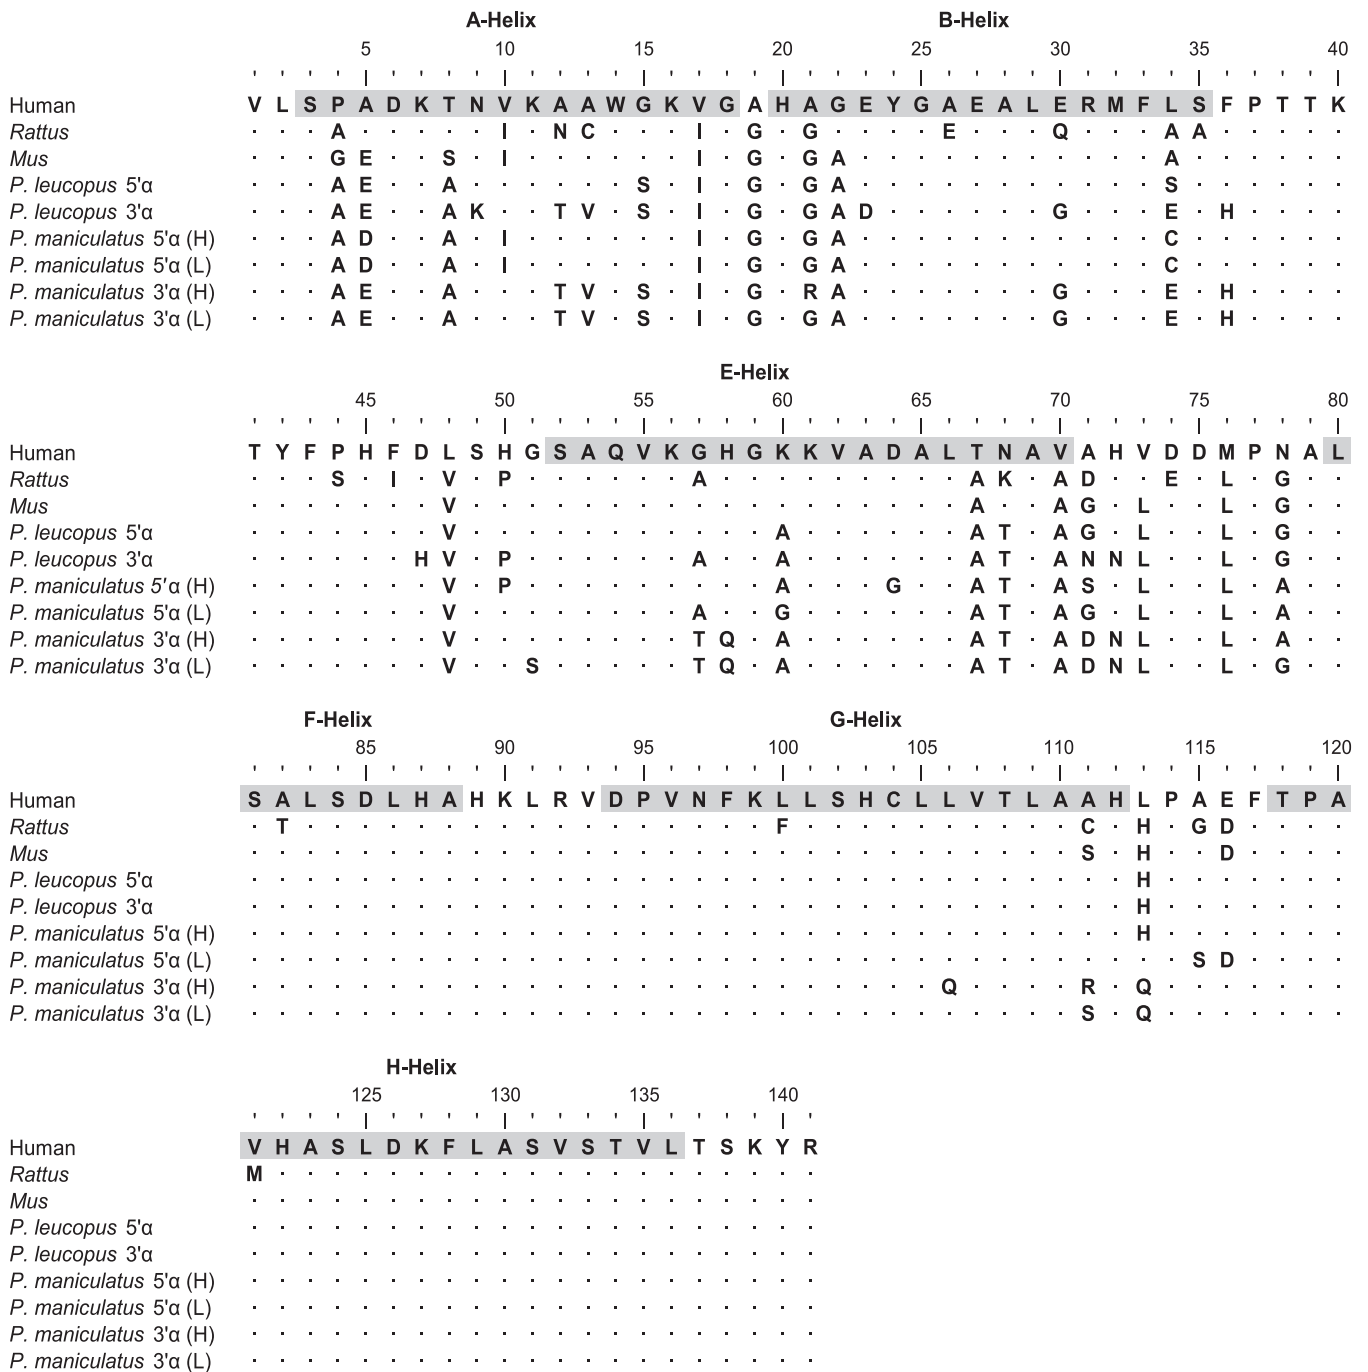 A-Helix B-Helix
5 10 15 20 25 30 35 40
Human V L S P A D K T N V K A A W G K V G A H A G E Y G A E A L E R M F L S F P T T K
Rattus · · · A · · · · · I · N C · · · I · G · G · · · · E · · · Q · · · A A · · · · ·
Mus · · · G E · · S · I · · · · · · I · G · G A · · · · · · · · · · · A · · · · · ·
P. leucopus 5'α · · · A E · · A · · · · · · S · I · G · G A · · · · · · · · · · · S · · · · · ·
P. leucopus 3'α · · · A E · · A K · · T V · S · I · G · G A D · · · · · · G · · · E · H · · · ·
P. maniculatus 5'α (H) · · · A D · · A · I · · · · · · I · G · G A · · · · · · · · · · · C · · · · · ·
P. maniculatus 5'α (L) · · · A D · · A · I · · · · · · I · G · G A · · · · · · · · · · · C · · · · · ·
P. maniculatus 3'α (H) · · · A E · · A · · · T V · S · I · G · R A · · · · · · · G · · · E · H · · · ·
P. maniculatus 3'α (L) · · · A E · · A · · · T V · S · I · G · G A · · · · · · · G · · · E · H · · · ·
E-Helix
45 50 55 60 65 70 75 80
Human T Y F P H F D L S H G S A Q V K G H G K K V A D A L T N A V A H V D D M P N A L
Rattus · · · S · I · V · P · · · · · · A · · · · · · · · · A K · A D · · E · L · G · ·
Mus · · · · · · · V · · · · · · · · · · · · · · · · · · A · · A G · L · · L · G · ·
P. leucopus 5'α · · · · · · · V · · · · · · · · · · · A · · · · · · A T · A G · L · · L · G · ·
P. leucopus 3'α · · · · · · H V · P · · · · · · A · · A · · · · · · A T · A N N L · · L · G · ·
P. maniculatus 5'α (H) · · · · · · · V · P · · · · · · · · · A · · · G · · A T · A S · L · · L · A · ·
P. maniculatus 5'α (L) · · · · · · · V · · · · · · · · A · · G · · · · · · A T · A G · L · · L · A · ·
P. maniculatus 3'α (H) · · · · · · · V · · · · · · · · T Q · A · · · · · · A T · A D N L · · L · A · ·
P. maniculatus 3'α (L) · · · · · · · V · · S · · · · · T Q · A · · · · · · A T · A D N L · · L · G · ·
F-Helix G-Helix
85 90 95 100 105 110 115 120
Human S A L S D L H A H K L R V D P V N F K L L S H C L L V T L A A H L P A E F T P A
Rattus · T · · · · · · · · · · · · · · · · · F · · · · · · · · · · C · H · G D · · · ·
Mus · · · · · · · · · · · · · · · · · · · · · · · · · · · · · · S · H · · D · · · ·
P. leucopus 5'α · · · · · · · · · · · · · · · · · · · · · · · · · · · · · · · · H · · · · · · ·
P. leucopus 3'α · · · · · · · · · · · · · · · · · · · · · · · · · · · · · · · · H · · · · · · ·
P. maniculatus 5'α (H) · · · · · · · · · · · · · · · · · · · · · · · · · · · · · · · · H · · · · · · ·
P. maniculatus 5'α (L) · · · · · · · · · · · · · · · · · · · · · · · · · · · · · · · · · · S D · · · ·
P. maniculatus 3'α (H) · · · · · · · · · · · · · · · · · · · · · · · · · Q · · · · R · Q · · · · · · ·
P. maniculatus 3'α (L) · · · · · · · · · · · · · · · · · · · · · · · · · · · · · · S · Q · · · · · · ·
H-Helix
125 130 135 140
Human V H A S L D K F L A S V S T V L T S K Y R
Rattus M · · · · · · · · · · · · · · · · · · · ·
Mus · · · · · · · · · · · · · · · · · · · · ·
P. leucopus 5'α · · · · · · · · · · · · · · · · · · · · ·
P. leucopus 3'α · · · · · · · · · · · · · · · · · · · · ·
P. maniculatus 5'α (H) · · · · · · · · · · · · · · · · · · · · ·
P. maniculatus 5'α (L) · · · · · · · · · · · · · · · · · · · · ·
P. maniculatus 3'α (H) · · · · · · · · · · · · · · · · · · · · ·
P. maniculatus 3'α (L) · · · · · · · · · · · · · · · · · · · · ·